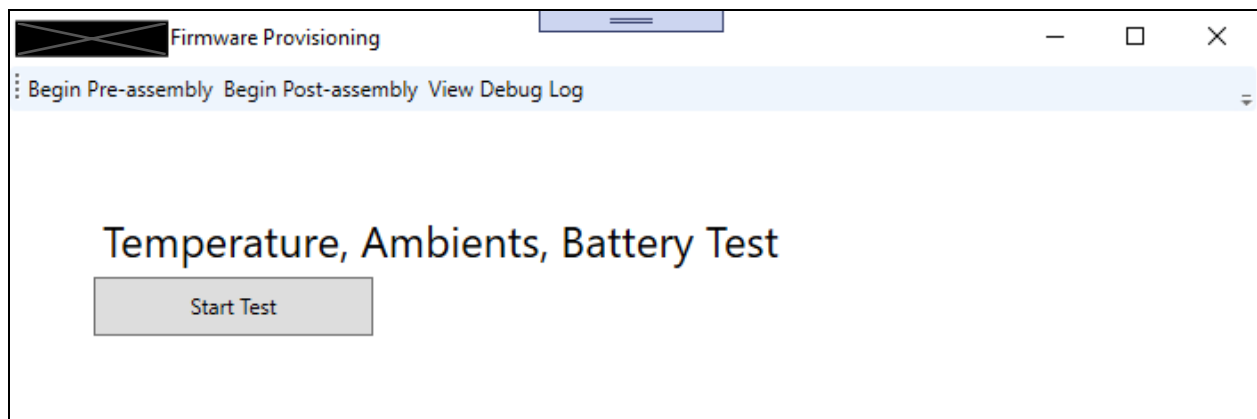 Firmware Provisioning
Begin Pre-assembly Begin Post-assembly View Debug Log
Temperature, Ambients, Battery Test
Start Test